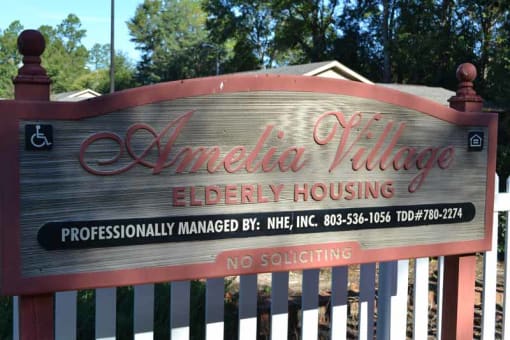 Amelia Village
ELDERLY HOUSING
PROFESSIONALLY MANAGED BY: NHE, INC. 803-536-1056 TDD#780-2274
NO SOLICITING